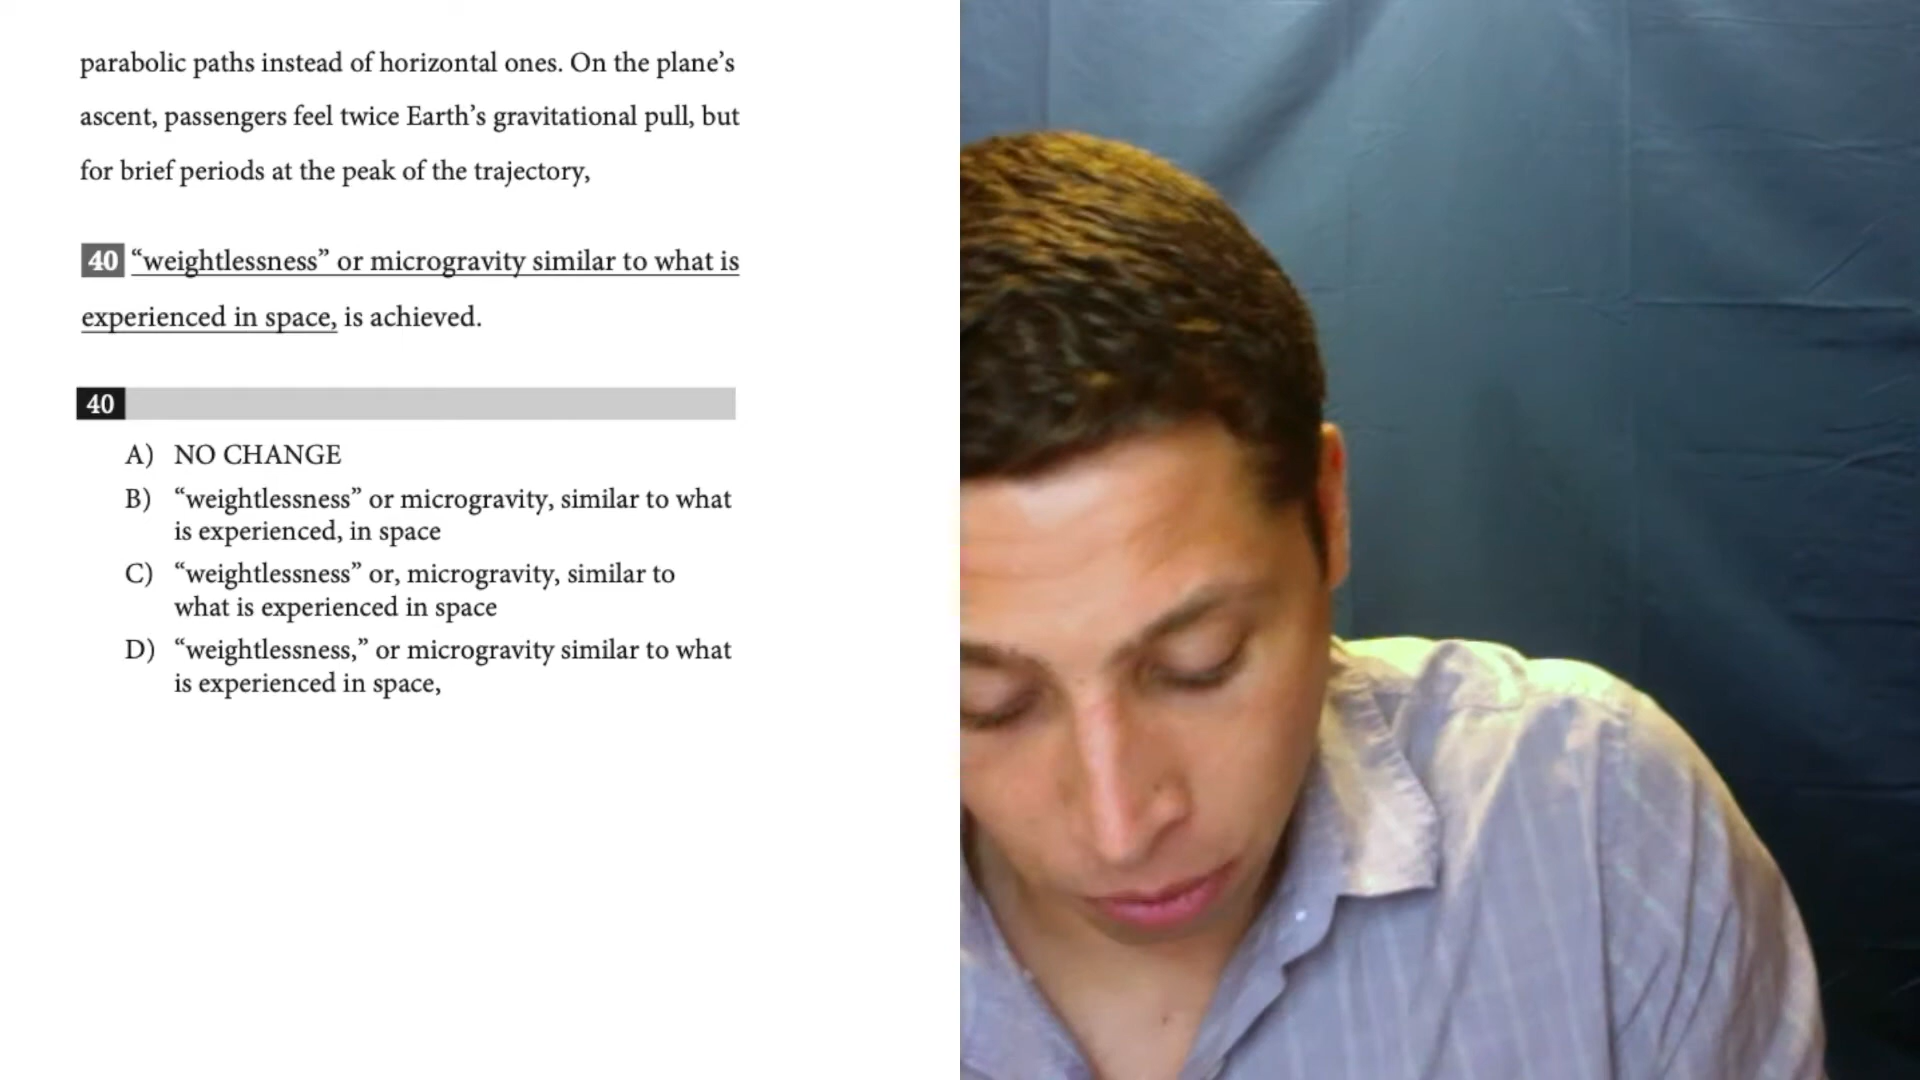 parabolic paths instead of horizontal ones. On the plane’s
ascent, passengers feel twice Earth’s gravitational pull, but
for brief periods at the peak of the trajectory,
40 “weightlessness” or microgravity similar to what is
experienced in space, is achieved.
40
A) NO CHANGE
B) “weightlessness” or microgravity, similar to what
is experienced, in space
C) “weightlessness” or, microgravity, similar to
what is experienced in space
D) “weightlessness,” or microgravity similar to what
is experienced in space,